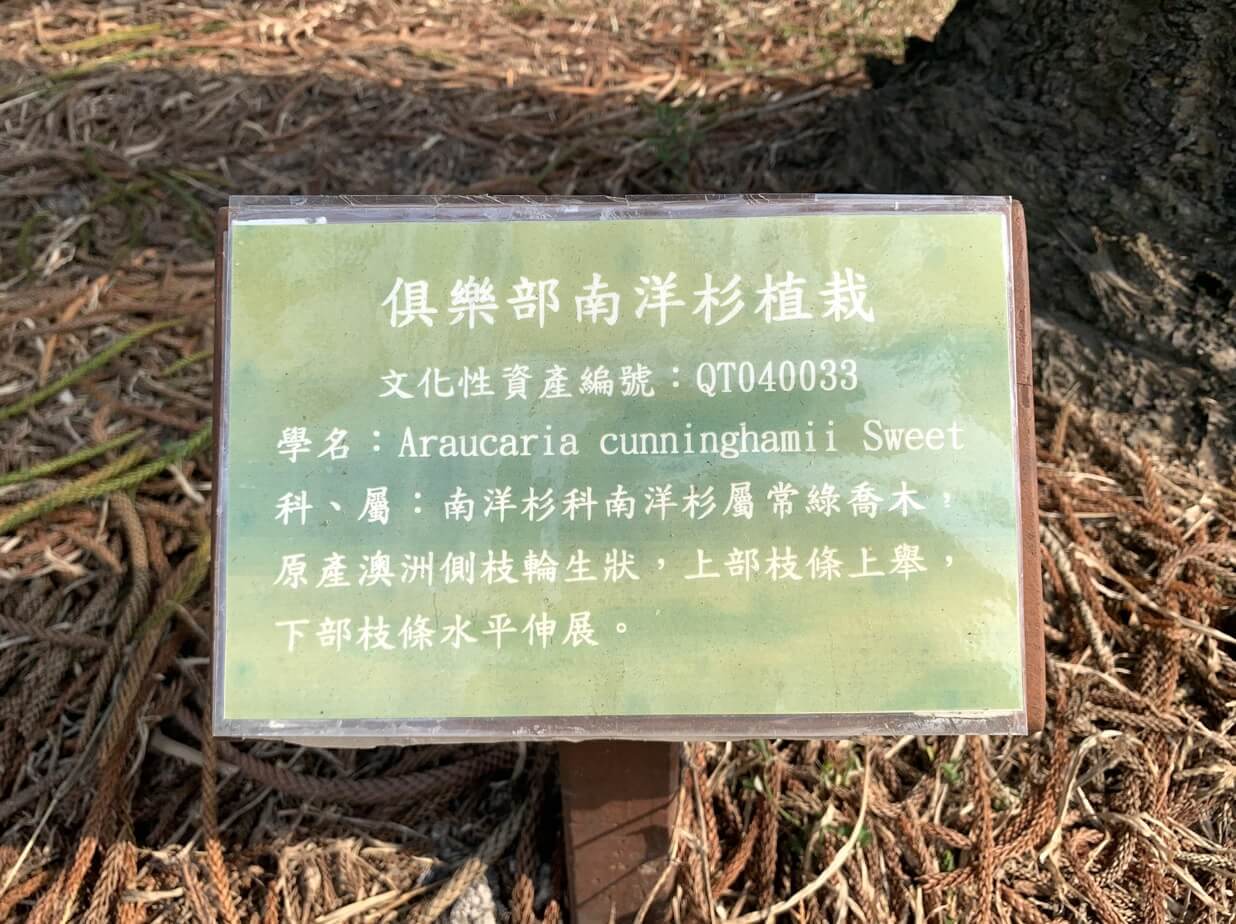 俱樂部南洋杉植栽
文化性資產編號：QT040033
學名：Araucaria cunninghamii Sweet
科、屬：南洋杉科南洋杉屬常綠喬木，
原產澳洲側枝輪生狀，上部枝條上舉，
下部枝條水平伸展。